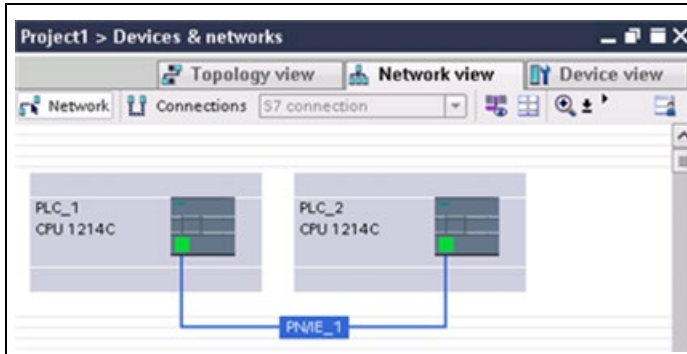 Project1 > Devices & networks
Topology view Network view Device view
Network Connections S7 connection
PLC_1
CPU 1214C
PLC_2
CPU 1214C
PN/IE_1